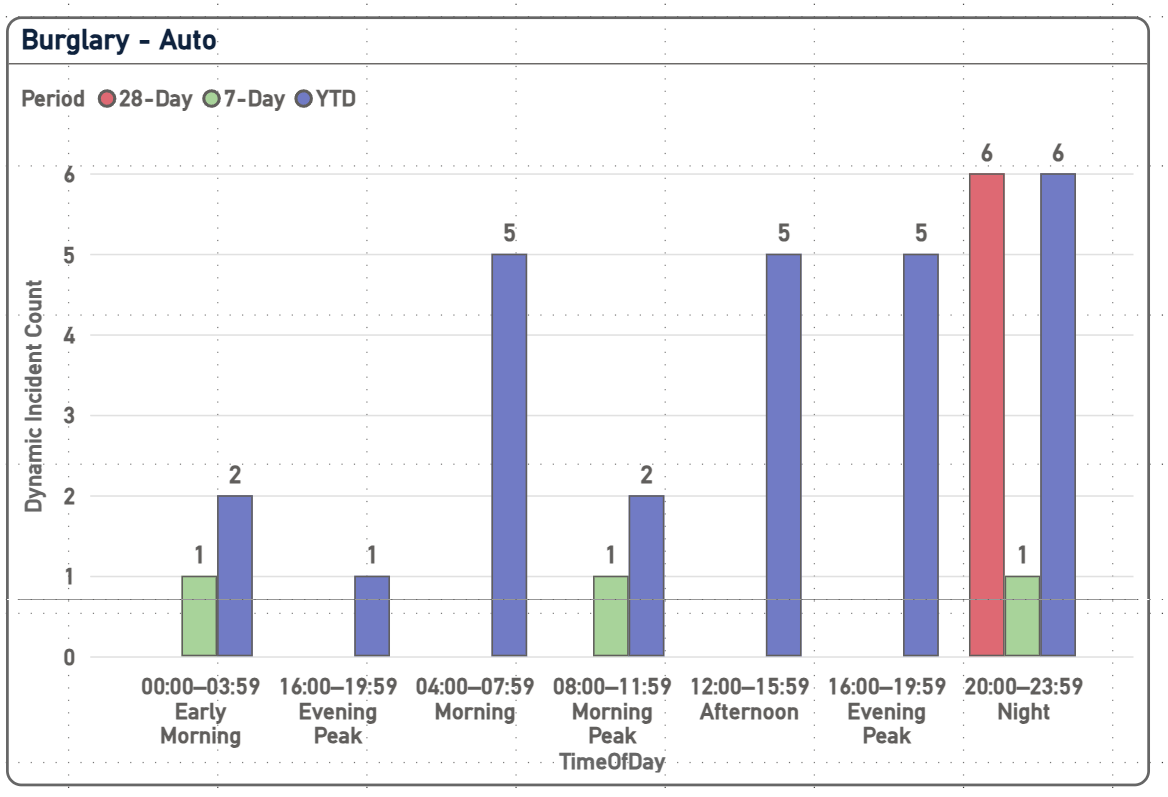 Burglary - Auto
Period 28-Day 7-Day YTD
Dynamic Incident Count
6
5
4
3
2
1
0
1
2
1
5
1
2
5
5
6
1
6
00:00–03:59
Early
Morning
16:00–19:59
Evening
Peak
04:00–07:59
Morning
08:00–11:59
Morning
Peak
12:00–15:59
Afternoon
16:00–19:59
Evening
Peak
20:00–23:59
Night
TimeOfDay